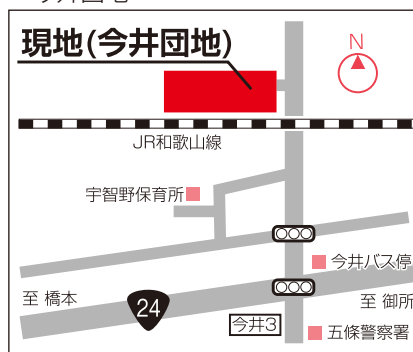 現地(今井団地)
N
JR和歌山線
宇智野保育所
今井バス停
至 橋本
24
至 御所
今井3
五條警察署